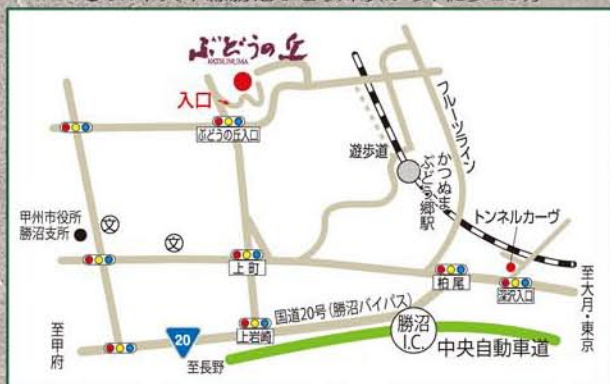 ぶどうの丘
KATSUNUMA
入口
ぶどうの丘入口
遊歩道
フルーツライン
かつぬま
ぶどう郷駅
トンネルカーヴ
甲州市役所
勝沼支所
文
文
上町
柏尾
深沢入口
至大月・東京
国道20号(勝沼バイパス)
上岩崎
勝沼
I.C.
中央自動車道
至甲府
20
至長野